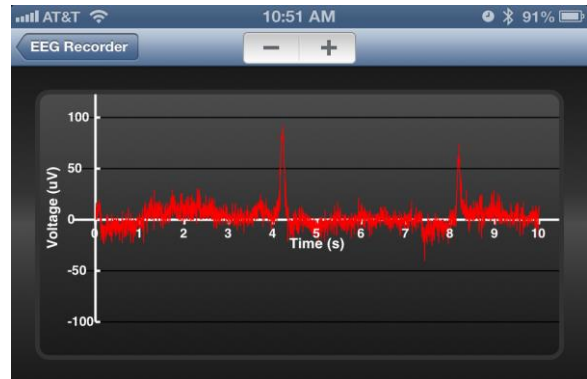 AT&T 10:51 AM 91%
EEG Recorder − +
100
50
0
-50
-100
Voltage (uV)
0 1 2 3 4 5 6 7 8 9 10
Time (s)